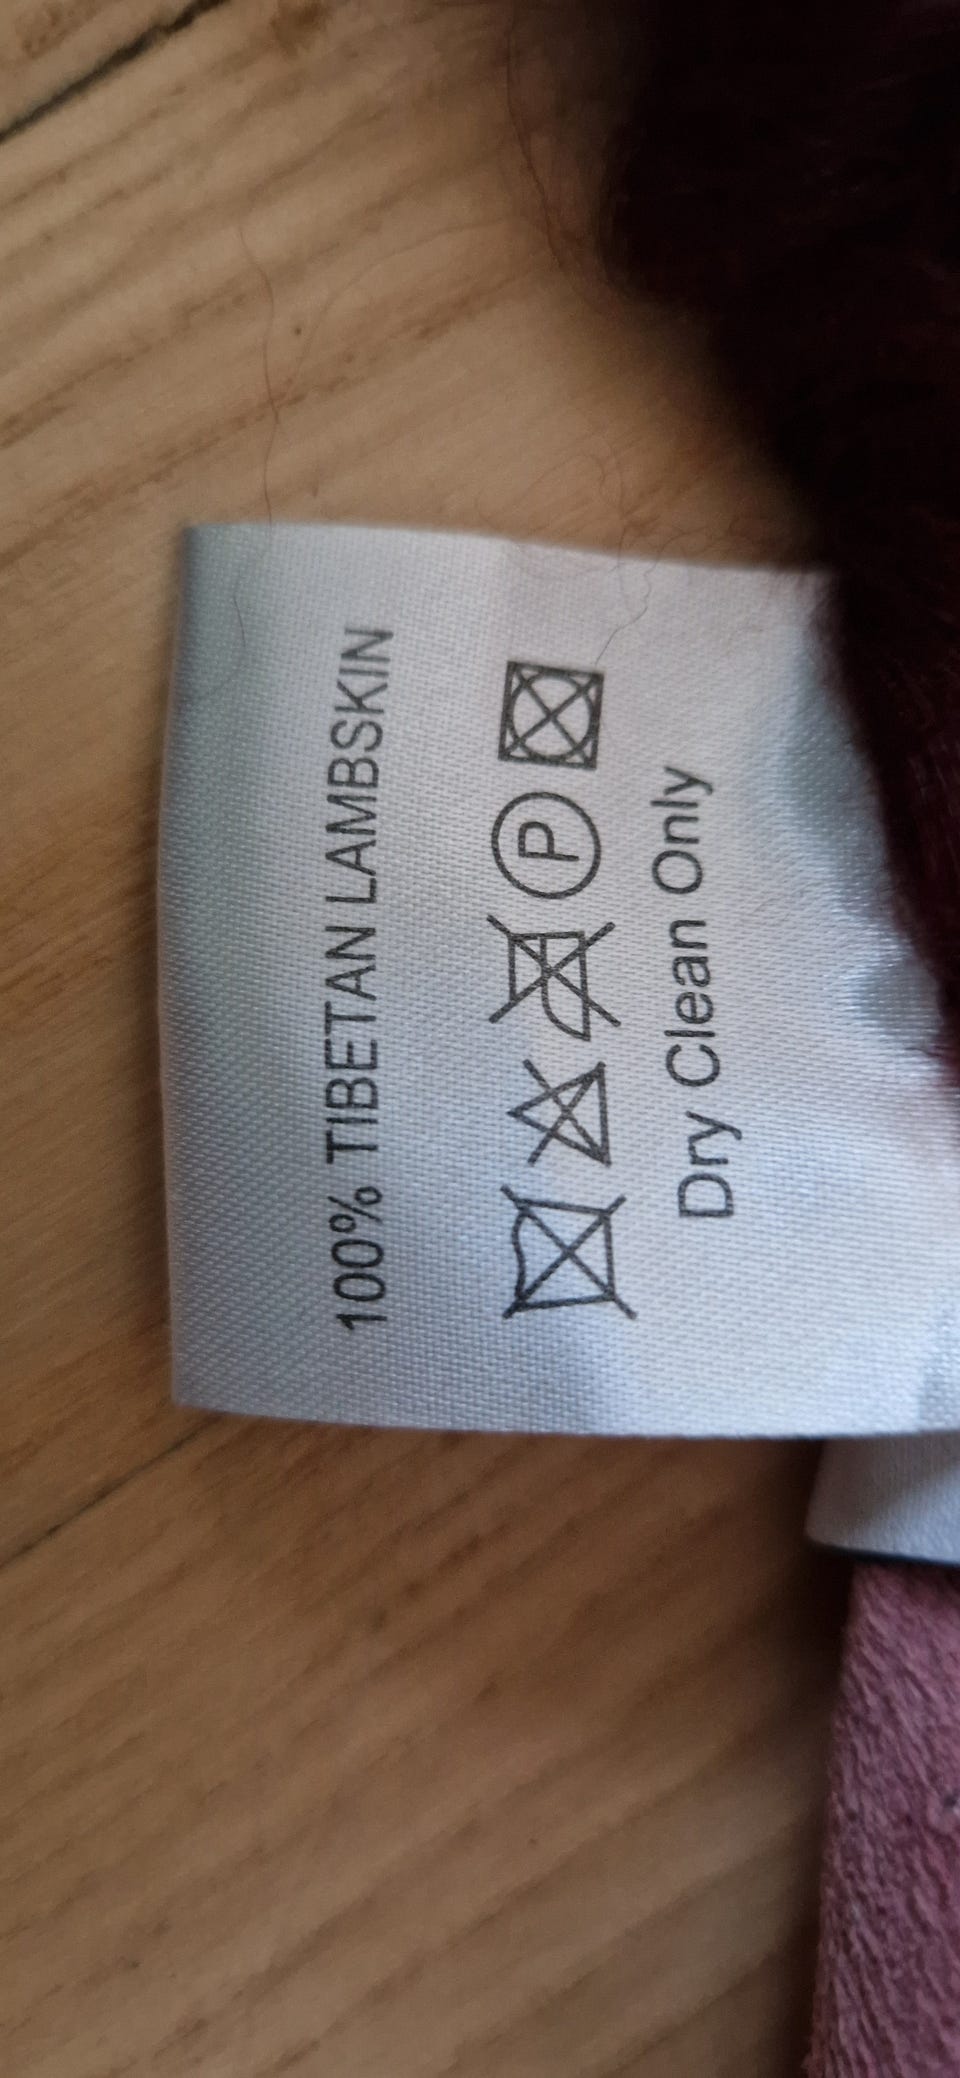 100% TIBETAN LAMBSKIN
P
Dry Clean Only